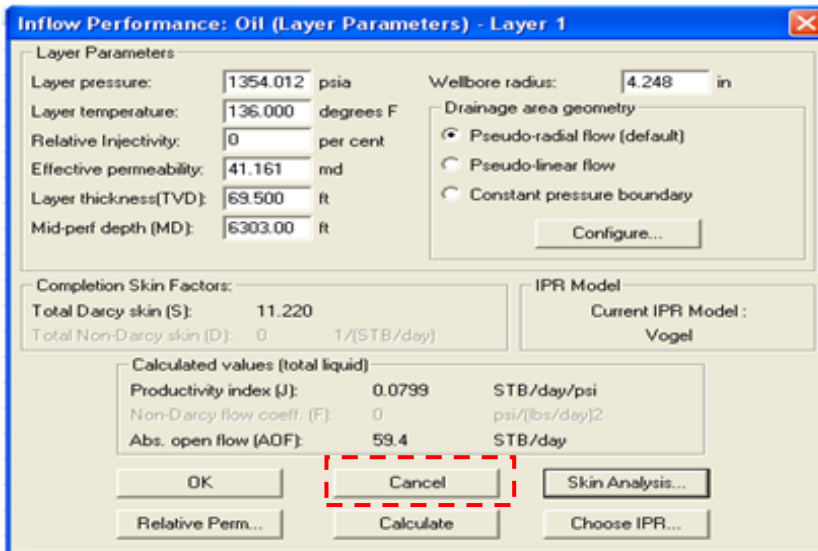 Inflow Performance: Oil (Layer Parameters) - Layer 1
Layer Parameters
Layer pressure: 1354.012 psia
Layer temperature: 136.000 degrees F
Relative Injectivity: 0 per cent
Effective permeability: 41.161 md
Layer thickness(TVD): 69.500 ft
Mid-perf depth (MD): 6303.00 ft
Wellbore radius: 4.248 in
Drainage area geometry
Pseudo-radial flow (default)
Pseudo-linear flow
Constant pressure boundary
Configure...
Completion Skin Factors:
Total Darcy skin (S): 11.220
Total Non-Darcy skin (D): 0 1/(STB/day)
IPR Model
Current IPR Model :
Vogel
Calculated values (total liquid)
Productivity index (J): 0.0799 STB/day/psi
Non-Darcy flow coeff. (F): 0 psi/(lbs/day)2
Abs. open flow (AOF): 59.4 STB/day
OK Cancel Skin Analysis...
Relative Perm... Calculate Choose IPR...